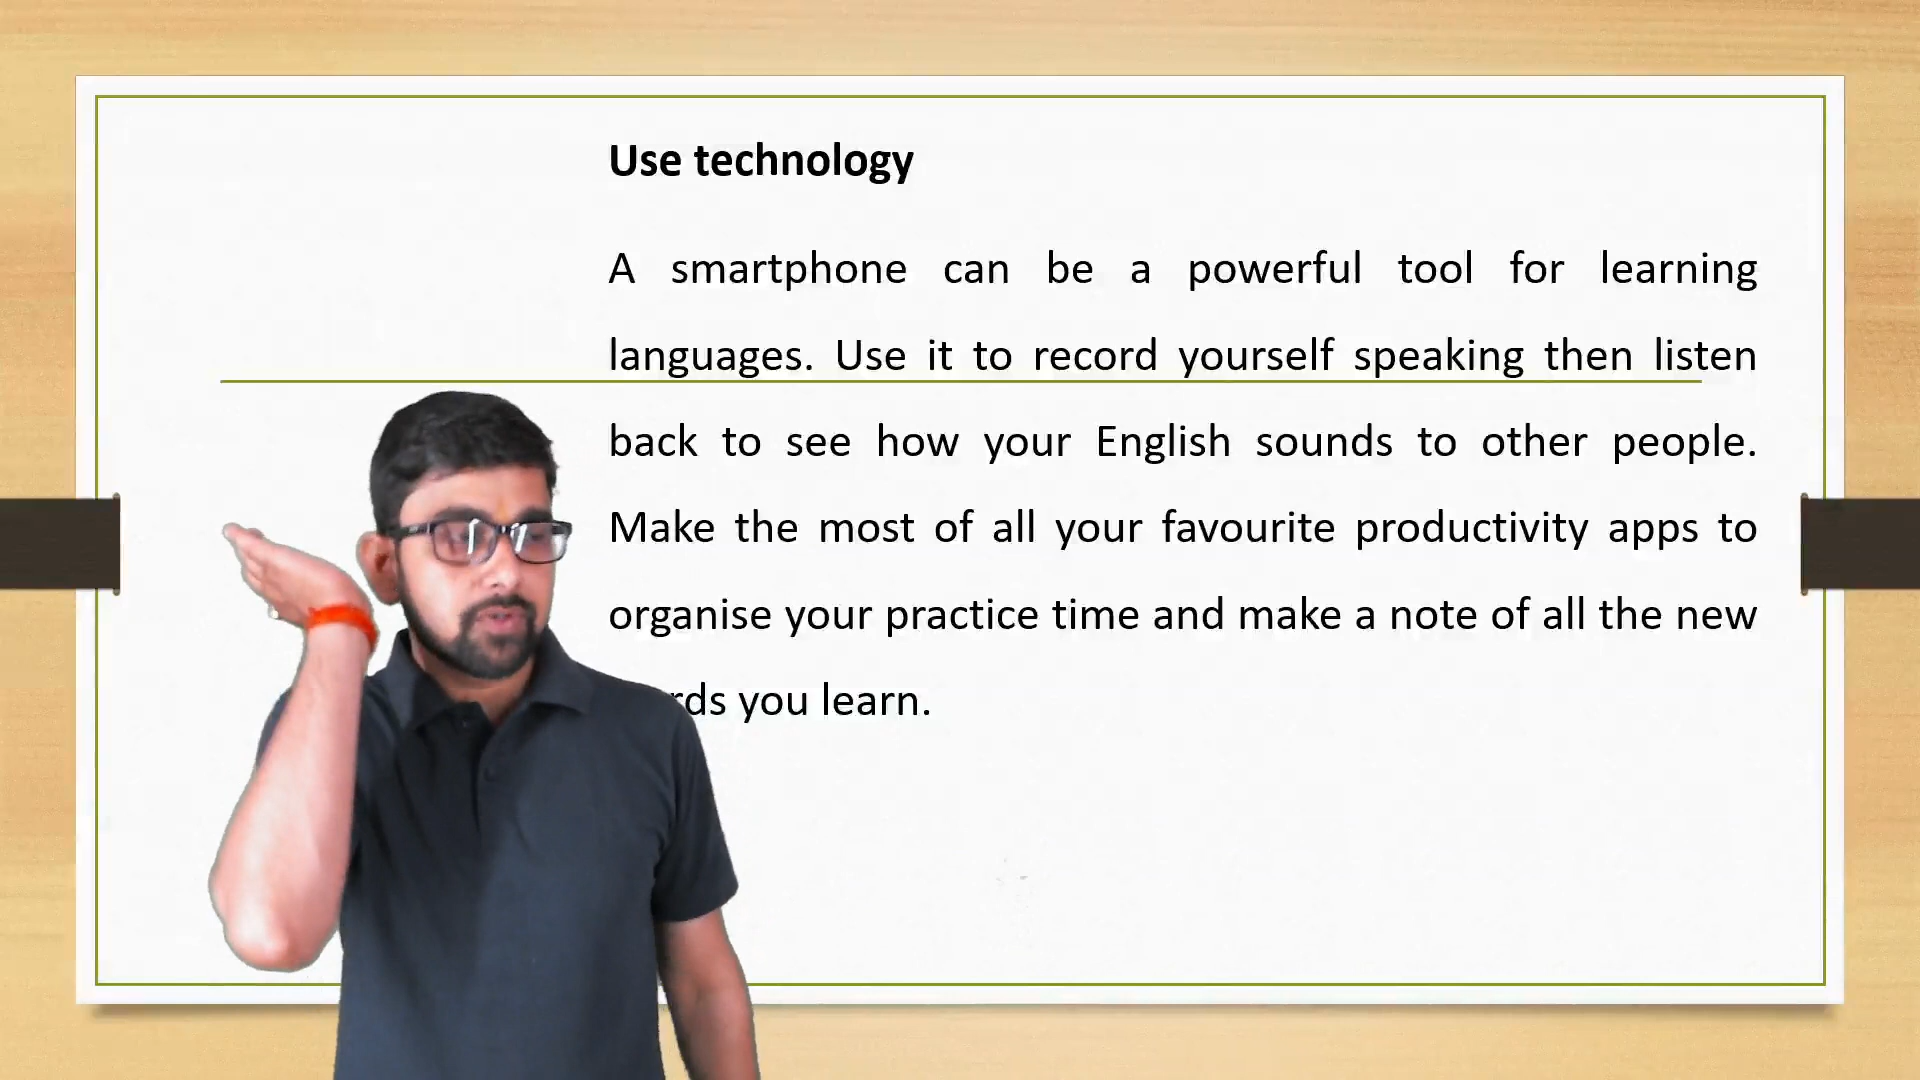 Use technology
A smartphone can be a powerful tool for learning
languages. Use it to record yourself speaking then listen
back to see how your English sounds to other people.
Make the most of all your favourite productivity apps to
organise your practice time and make a note of all the new
you learn.